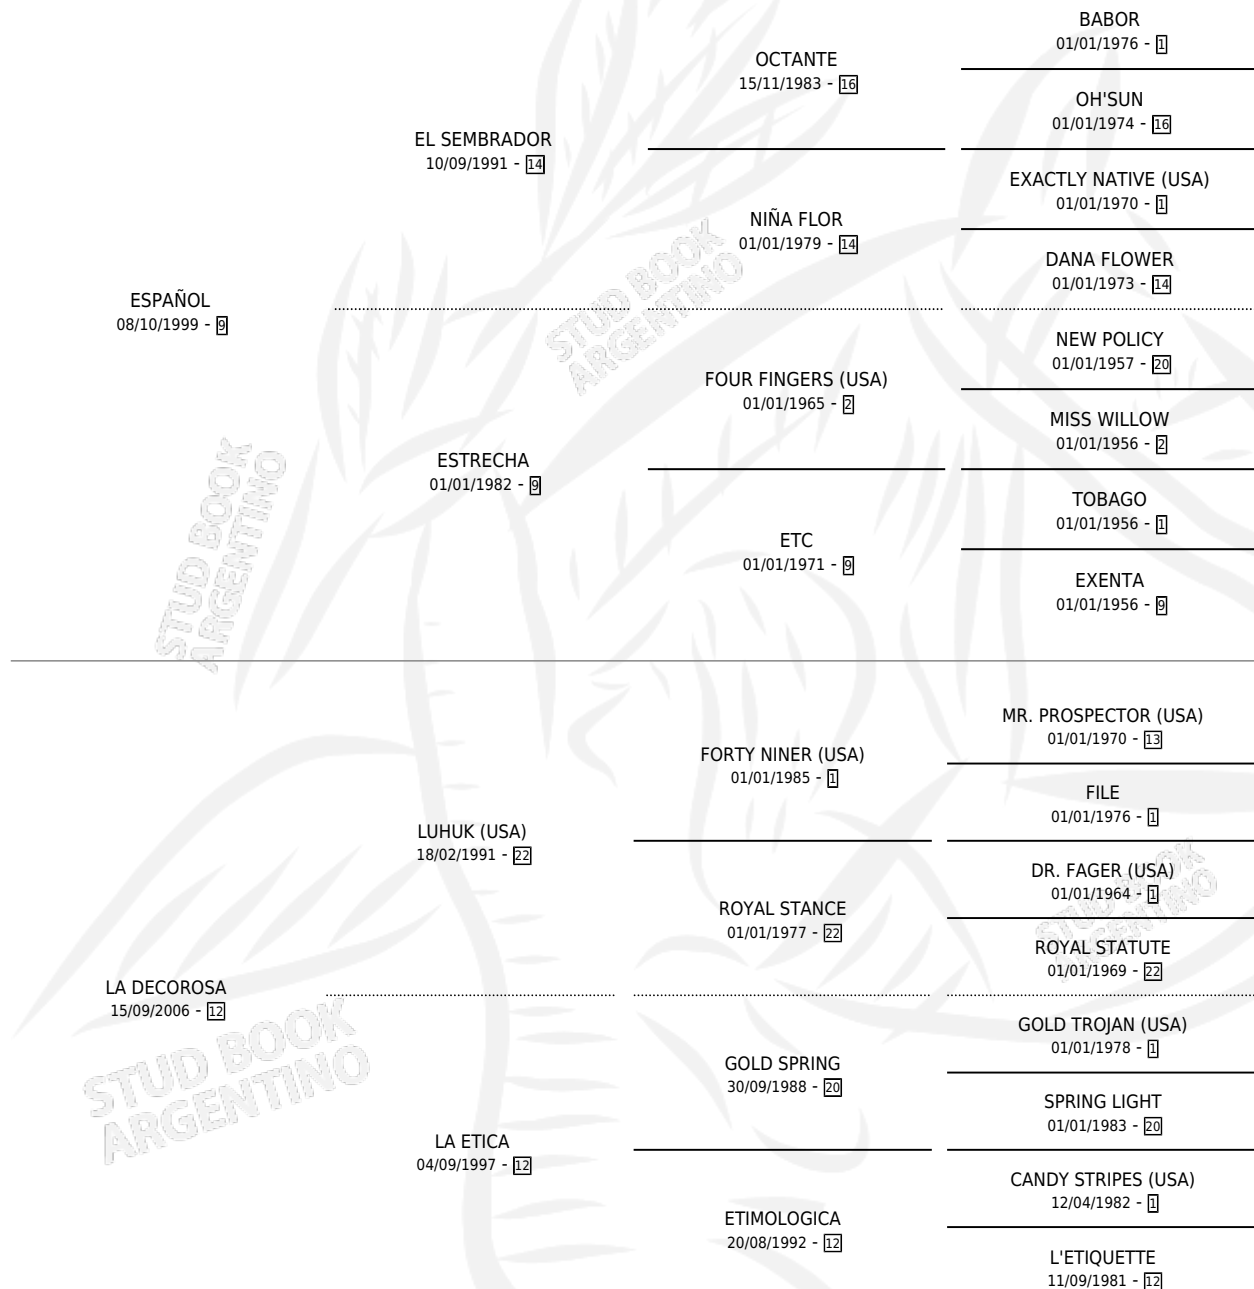 BABOR
01/01/1976 - 1
OCTANTE
15/11/1983 - 16
OH'SUN
01/01/1974 - 16
EL SEMBRADOR
10/09/1991 - 14
EXACTLY NATIVE (USA)
01/01/1970 - 1
NIÑA FLOR
01/01/1979 - 14
DANA FLOWER
01/01/1973 - 14
ESPAÑOL
08/10/1999 - 9
NEW POLICY
01/01/1957 - 20
FOUR FINGERS (USA)
01/01/1965 - 2
MISS WILLOW
01/01/1956 - 2
ESTRECHA
01/01/1982 - 9
TOBAGO
01/01/1956 - 1
ETC
01/01/1971 - 9
EXENTA
01/01/1956 - 9
MR. PROSPECTOR (USA)
01/01/1970 - 13
FORTY NINER (USA)
01/01/1985 - 1
FILE
01/01/1976 - 1
LUHUK (USA)
18/02/1991 - 22
DR. FAGER (USA)
01/01/1964 - 1
ROYAL STANCE
01/01/1977 - 22
ROYAL STATUTE
01/01/1969 - 22
LA DECOROSA
15/09/2006 - 12
GOLD TROJAN (USA)
01/01/1978 - 1
GOLD SPRING
30/09/1988 - 20
SPRING LIGHT
01/01/1983 - 20
LA ETICA
04/09/1997 - 12
CANDY STRIPES (USA)
12/04/1982 - 1
ETIMOLOGICA
20/08/1992 - 12
L'ETIQUETTE
11/09/1981 - 12
STUD BOOK
ARGENTINO
STUD BOOK
ARGENTINO
STUD BOOK
ARGENTINO
STUD BOOK
ARGENTINO